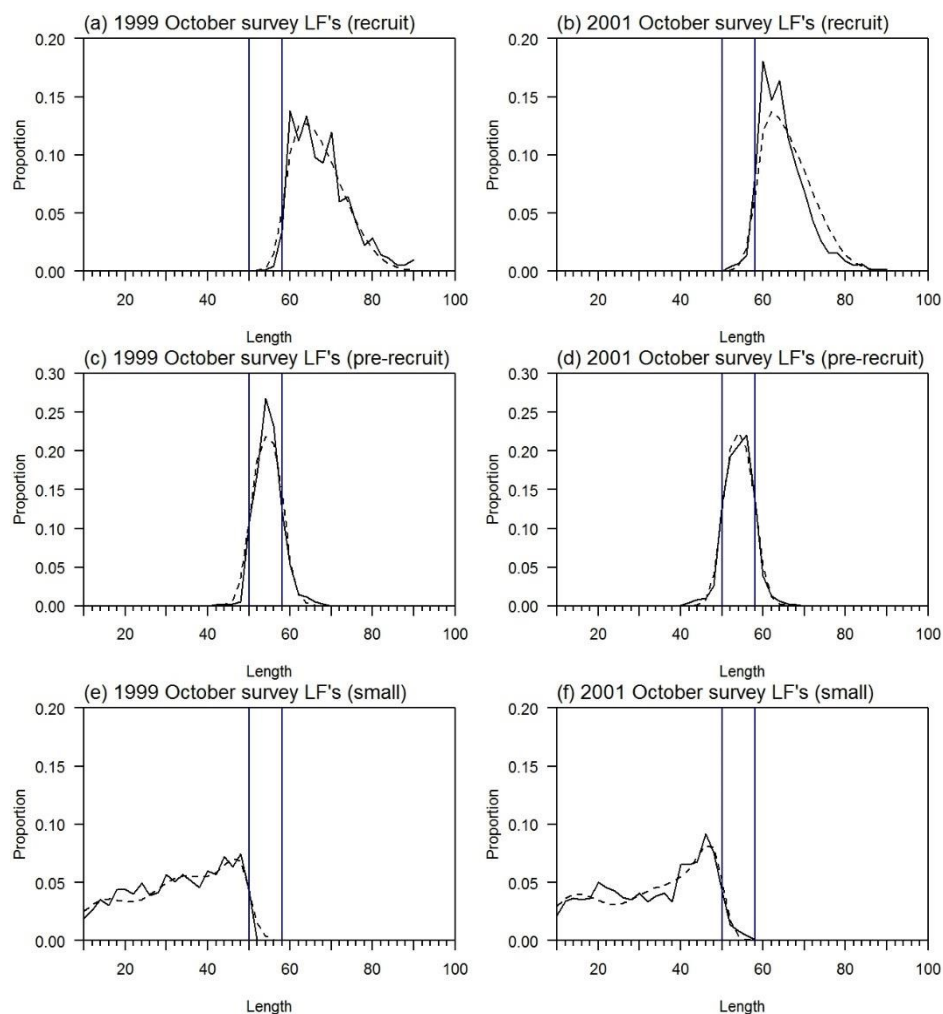 (a) 1999 October survey LF's (recruit)
0.20
0.15
0.10
0.05
0.00
Proportion
20 40 60 80 100
Length
(b) 2001 October survey LF's (recruit)
0.20
0.15
0.10
0.05
0.00
Proportion
20 40 60 80 100
Length
(c) 1999 October survey LF's (pre-recruit)
0.30
0.25
0.20
0.15
0.10
0.05
0.00
Proportion
20 40 60 80 100
Length
(d) 2001 October survey LF's (pre-recruit)
0.30
0.25
0.20
0.15
0.10
0.05
0.00
Proportion
20 40 60 80 100
Length
(e) 1999 October survey LF's (small)
0.20
0.15
0.10
0.05
0.00
Proportion
20 40 60 80 100
Length
(f) 2001 October survey LF's (small)
0.20
0.15
0.10
0.05
0.00
Proportion
20 40 60 80 100
Length